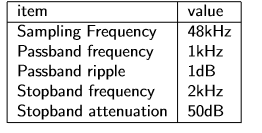 item value
Sampling Frequency 48kHz
Passband frequency 1kHz
Passband ripple 1dB
Stopband frequency 2kHz
Stopband attenuation 50dB